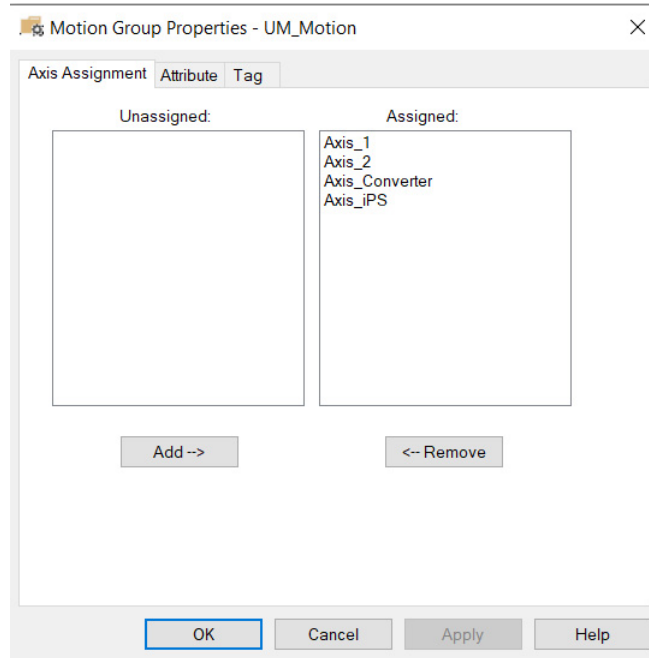 Motion Group Properties - UM_Motion
Axis Assignment Attribute Tag
Unassigned: Assigned:
Axis_1
Axis_2
Axis_Converter
Axis_iPS
Add --> <-- Remove
OK Cancel Apply Help